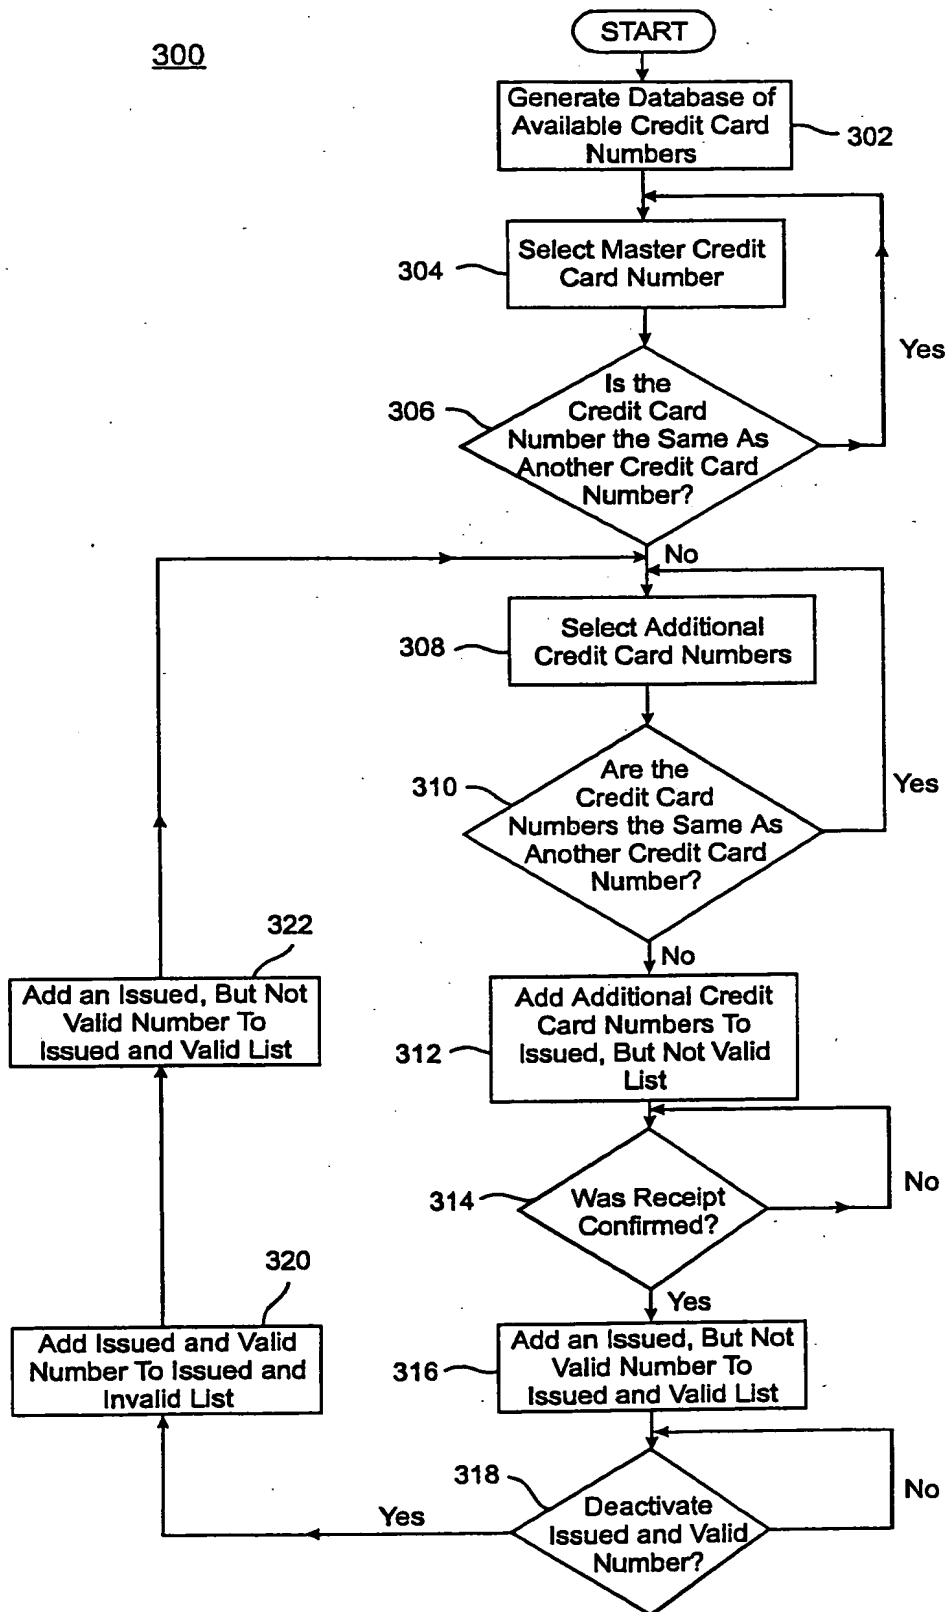 START
300
Generate Database of
Available Credit Card
Numbers
302
Select Master Credit
Card Number
304
Yes
Is the
Credit Card
Number the Same As
Another Credit Card
Number?
306
No
Select Additional
Credit Card Numbers
308
Are the
Credit Card
Numbers the Same As
Another Credit Card
Number?
310
Yes
No
322
Add an Issued, But Not
Valid Number To
Issued and Valid List
Add Additional Credit
Card Numbers To
Issued, But Not Valid
List
312
Was Receipt
Confirmed?
314
No
Yes
320
Add Issued and Valid
Number To Issued and
Invalid List
Add an Issued, But Not
Valid Number To
Issued and Valid List
316
318
Deactivate
Issued and Valid
Number?
No
Yes